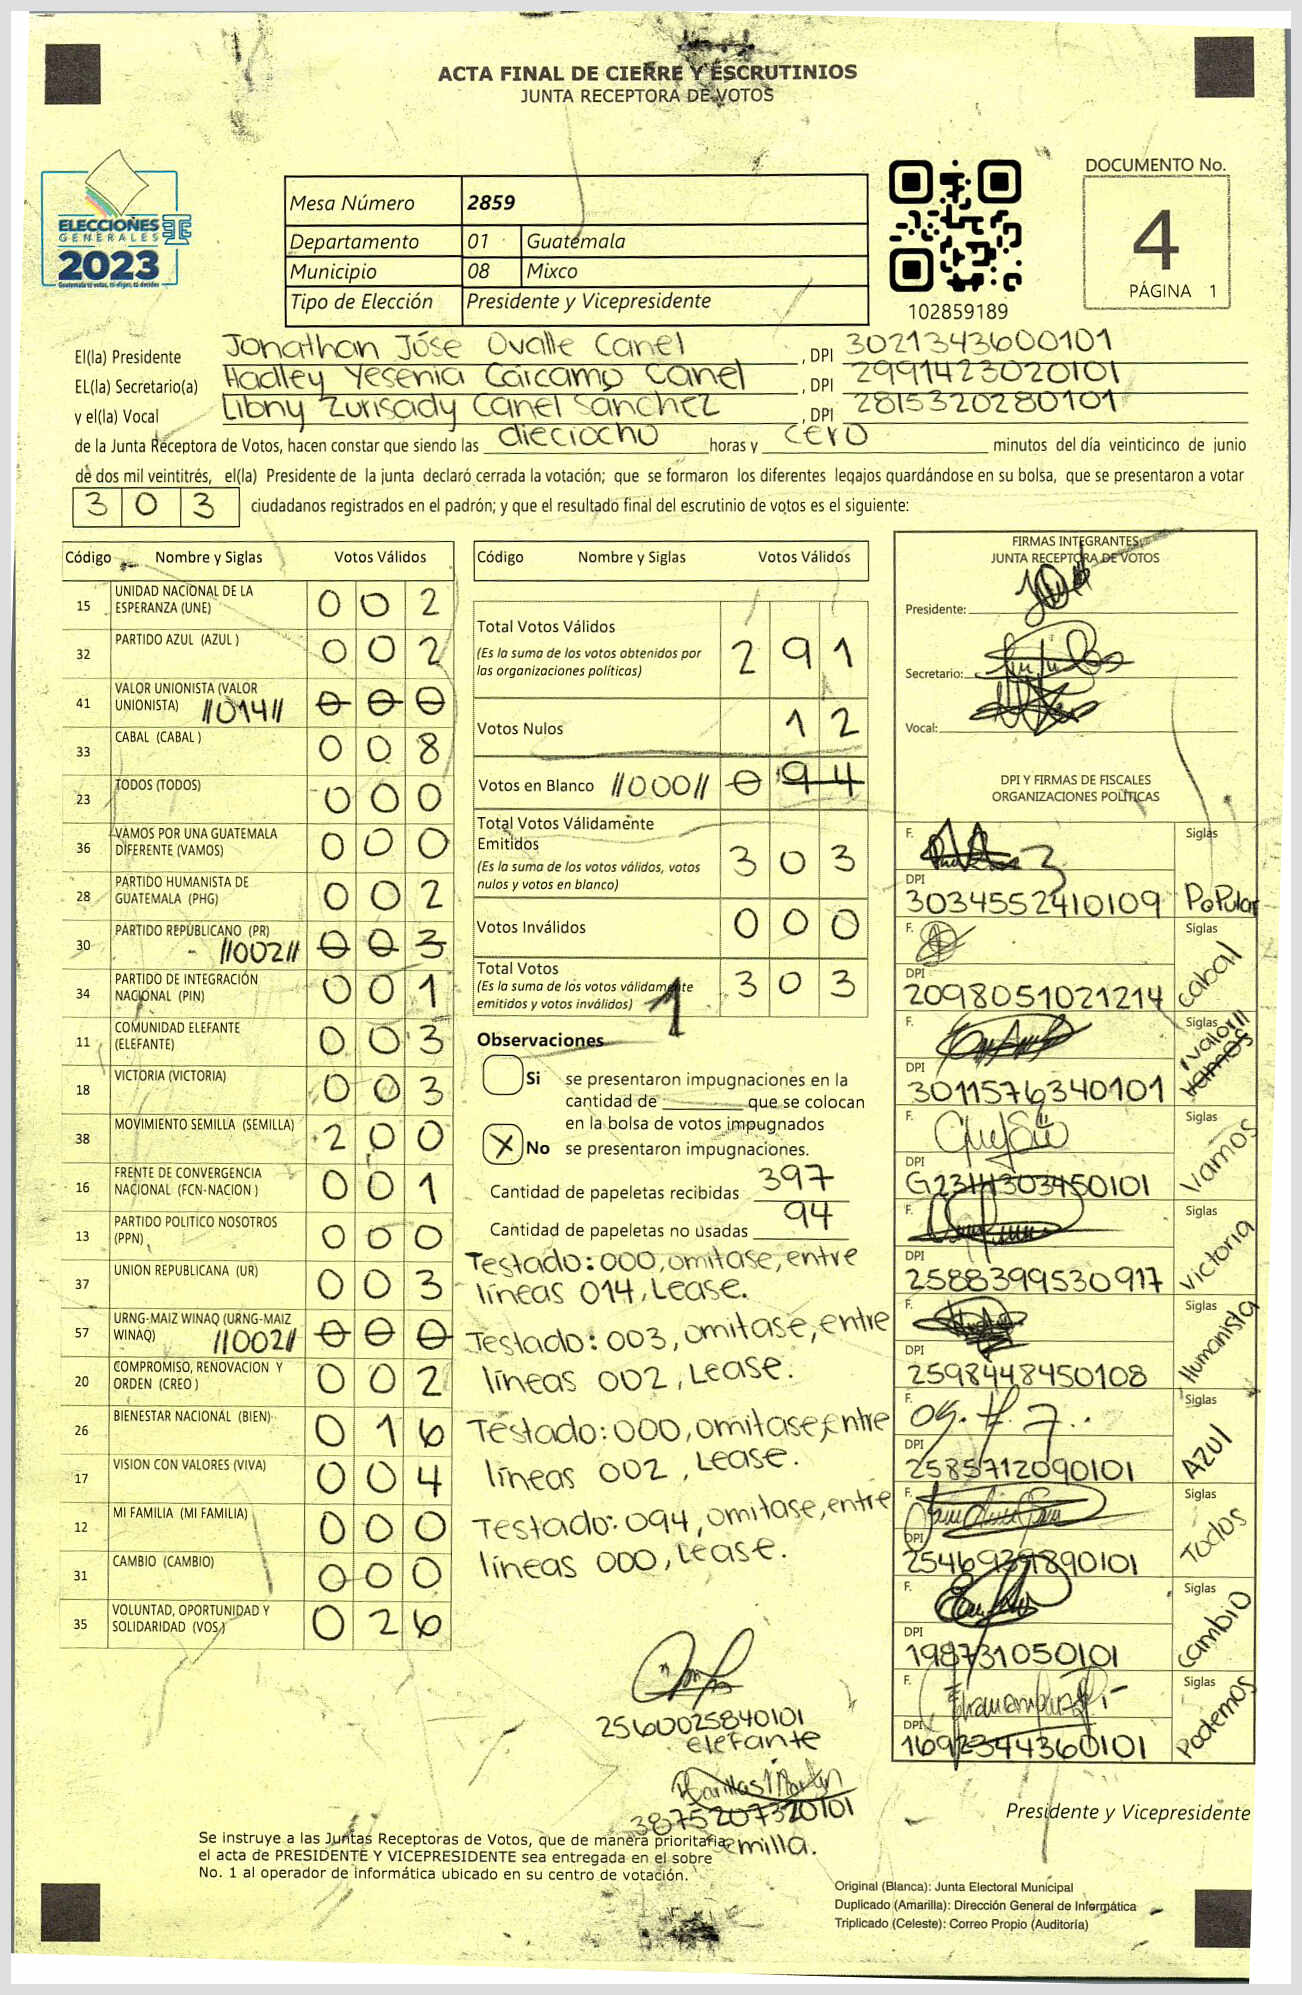 ACTA FINAL DE CIERRE Y ESCRUTINIOS
JUNTA RECEPTORA DE VOTOS
ELECCIONES
GENERALES
2023
Mesa Número 2859
Departamento 01 Guatemala
Municipio 08 Mixco
Tipo de Elección Presidente y Vicepresidente
102859189
DOCUMENTO No.
4
PÁGINA 1
El(la) Presidente Jonathan Jóse Ovalle Canel , DPI 3021343600101
EL(la) Secretario(a) Hadley Yesenia Cárcamo Canel , DPI 2991423020101
y el(la) Vocal Libny Zurisady Canel Sánchez , DPI 2815320280101
de la Junta Receptora de Votos, hacen constar que siendo las dieciocho horas y cero minutos del día veinticinco de junio
de dos mil veintitrés, el(la) Presidente de la junta declaró cerrada la votación; que se formaron los diferentes legajos guardándose en su bolsa, que se presentaron a votar
303 ciudadanos registrados en el padrón; y que el resultado final del escrutinio de votos es el siguiente:
Código Nombre y Siglas Votos Válidos
15 UNIDAD NACIONAL DE LA ESPERANZA (UNE) 0 0 2
32 PARTIDO AZUL (AZUL ) 0 0 2
41 VALOR UNIONISTA (VALOR UNIONISTA) //014// 0 0 0
33 CABAL (CABAL ) 0 0 8
23 TODOS (TODOS) 0 0 0
36 VAMOS POR UNA GUATEMALA DIFERENTE (VAMOS) 0 0 0
28 PARTIDO HUMANISTA DE GUATEMALA (PHG) 0 0 2
30 PARTIDO REPUBLICANO (PR) //002// 0 0 3
34 PARTIDO DE INTEGRACIÓN NACIONAL (PIN) 0 0 1
11 COMUNIDAD ELEFANTE (ELEFANTE) 0 0 3
18 VICTORIA (VICTORIA) 0 0 3
38 MOVIMIENTO SEMILLA (SEMILLA) 2 0 0
16 FRENTE DE CONVERGENCIA NACIONAL (FCN-NACION ) 0 0 1
13 PARTIDO POLITICO NOSOTROS (PPN) 0 0 0
37 UNION REPUBLICANA (UR) 0 0 3
57 URNG-MAIZ WINAQ (URNG-MAIZ WINAQ) //002// 0 0 0
20 COMPROMISO, RENOVACION Y ORDEN (CREO ) 0 0 2
26 BIENESTAR NACIONAL (BIEN) 0 1 6
17 VISION CON VALORES (VIVA) 0 0 4
12 MI FAMILIA (MI FAMILIA) 0 0 0
31 CAMBIO (CAMBIO) 0 0 0
35 VOLUNTAD, OPORTUNIDAD Y SOLIDARIDAD (VOS) 0 2 6
Código Nombre y Siglas Votos Válidos
Total Votos Válidos 2 9 1
(Es la suma de los votos obtenidos por
las organizaciones políticas)
Votos Nulos 1 2
Votos en Blanco //000// 0 9 4
Total Votos Válidamente
Emitidos 3 0 3
(Es la suma de los votos válidos, votos
nulos y votos en blanco)
Votos Inválidos 0 0 0
Total Votos 3 0 3
(Es la suma de los votos válidamente
emitidos y votos inválidos) 1
Observaciones
Si se presentaron impugnaciones en la
cantidad de ________ que se colocan
en la bolsa de votos impugnados
X No se presentaron impugnaciones.
Cantidad de papeletas recibidas 397
Cantidad de papeletas no usadas 94
Testado: 000, omitase, entre
líneas 014, Lease.
Testado: 003, omitase, entre
líneas 002, Lease.
Testado: 000, omitase, entre
líneas 002, Lease.
Testado: 094, omitase, entre
líneas 000, Lease.
2560025840101
elefante
3875207320101
semilla.
FIRMAS INTEGRANTES
JUNTA RECEPTORA DE VOTOS
Presidente:
Secretario:
Vocal:
DPI Y FIRMAS DE FISCALES
ORGANIZACIONES POLÍTICAS
F. Siglas
DPI 3034552410109 Popular
F. Siglas
DPI 2098051021214 cabal
F. Siglas
DPI 3011576340101 valor// vamos
F. Siglas
DPI Vamos
F. Siglas
DPI 2588399530917 Victoria
F. Siglas
DPI 2598448450108 Humanista
F. Siglas
DPI 2585712090101 AZUL
F. Siglas
DPI 2546939890101 Todos
F. Siglas
DPI 198731050101 cambio
F. Siglas
DPI 1692344360101 Podemos
Presidente y Vicepresidente
Se instruye a las Juntas Receptoras de Votos, que de manera prioritaria
el acta de PRESIDENTE Y VICEPRESIDENTE sea entregada en el sobre
No. 1 al operador de informática ubicado en su centro de votación.
Original (Blanca): Junta Electoral Municipal
Duplicado (Amarilla): Dirección General de Informática
Triplicado (Celeste): Correo Propio (Auditoría)